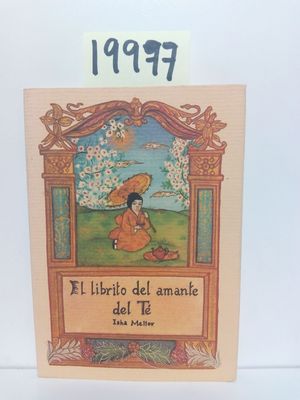 19977
El librito del amante
del Té
Isha Mellor